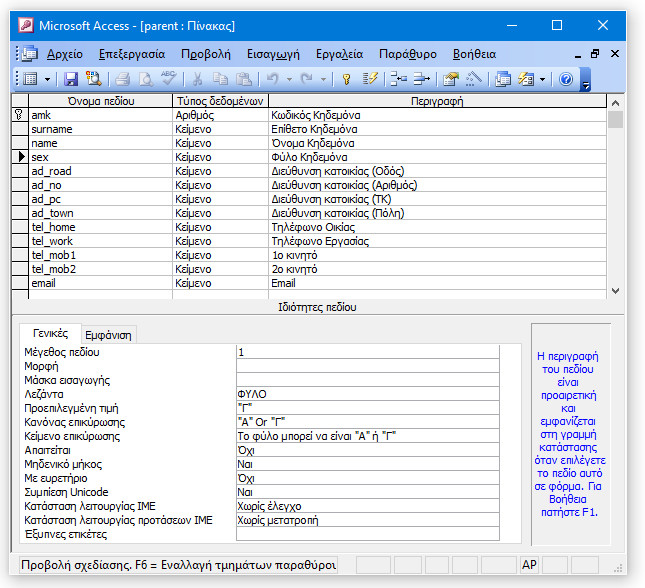 Microsoft Access - [parent : Πίνακας]
Αρχείο Επεξεργασία Προβολή Εισαγωγή Εργαλεία Παράθυρο Βοήθεια
Όνομα πεδίου Τύπος δεδομένων Περιγραφή
amk Αριθμός Κωδικός Κηδεμόνα
surname Κείμενο Επίθετο Κηδεμόνα
name Κείμενο Όνομα Κηδεμόνα
sex Κείμενο Φύλο Κηδεμόνα
ad_road Κείμενο Διεύθυνση κατοικίας (Οδός)
ad_no Κείμενο Διεύθυνση κατοικίας (Αριθμός)
ad_pc Κείμενο Διεύθυνση κατοικίας (ΤΚ)
ad_town Κείμενο Διεύθυνση κατοικίας (Πόλη)
tel_home Κείμενο Τηλέφωνο Οικίας
tel_work Κείμενο Τηλέφωνο Εργασίας
tel_mob1 Κείμενο 1ο κινητό
tel_mob2 Κείμενο 2ο κινητό
email Κείμενο Email
Ιδιότητες πεδίου
Γενικές Εμφάνιση
Μέγεθος πεδίου 1
Μορφή
Μάσκα εισαγωγής
Λεζάντα ΦΥΛΟ
Προεπιλεγμένη τιμή "Γ"
Κανόνας επικύρωσης "Α" Or "Γ"
Κείμενο επικύρωσης Το φύλο μπορεί να είναι "Α" ή "Γ"
Απαιτείται Όχι
Μηδενικό μήκος Ναι
Με ευρετήριο Όχι
Συμπίεση Unicode Ναι
Κατάσταση λειτουργίας IME Χωρίς έλεγχο
Κατάσταση λειτουργίας προτάσεων IME Χωρίς μετατροπή
Έξυπνες ετικέτες
Η περιγραφή
του πεδίου
είναι
προαιρετική
και
εμφανίζεται
στη γραμμή
κατάστασης
όταν επιλέγετε
το πεδίο αυτό
σε φόρμα. Για
Βοήθεια
πατήστε F1.
Προβολή σχεδίασης. F6 = Εναλλαγή τμημάτων παραθύρου ΑΡ